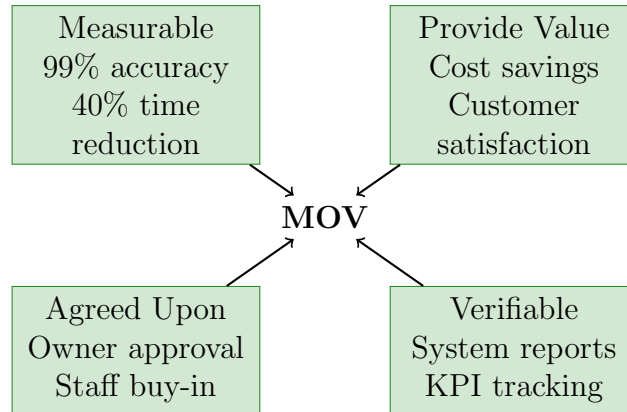 Measurable
99% accuracy
40% time
reduction
Provide Value
Cost savings
Customer
satisfaction
MOV
Agreed Upon
Owner approval
Staff buy-in
Verifiable
System reports
KPI tracking